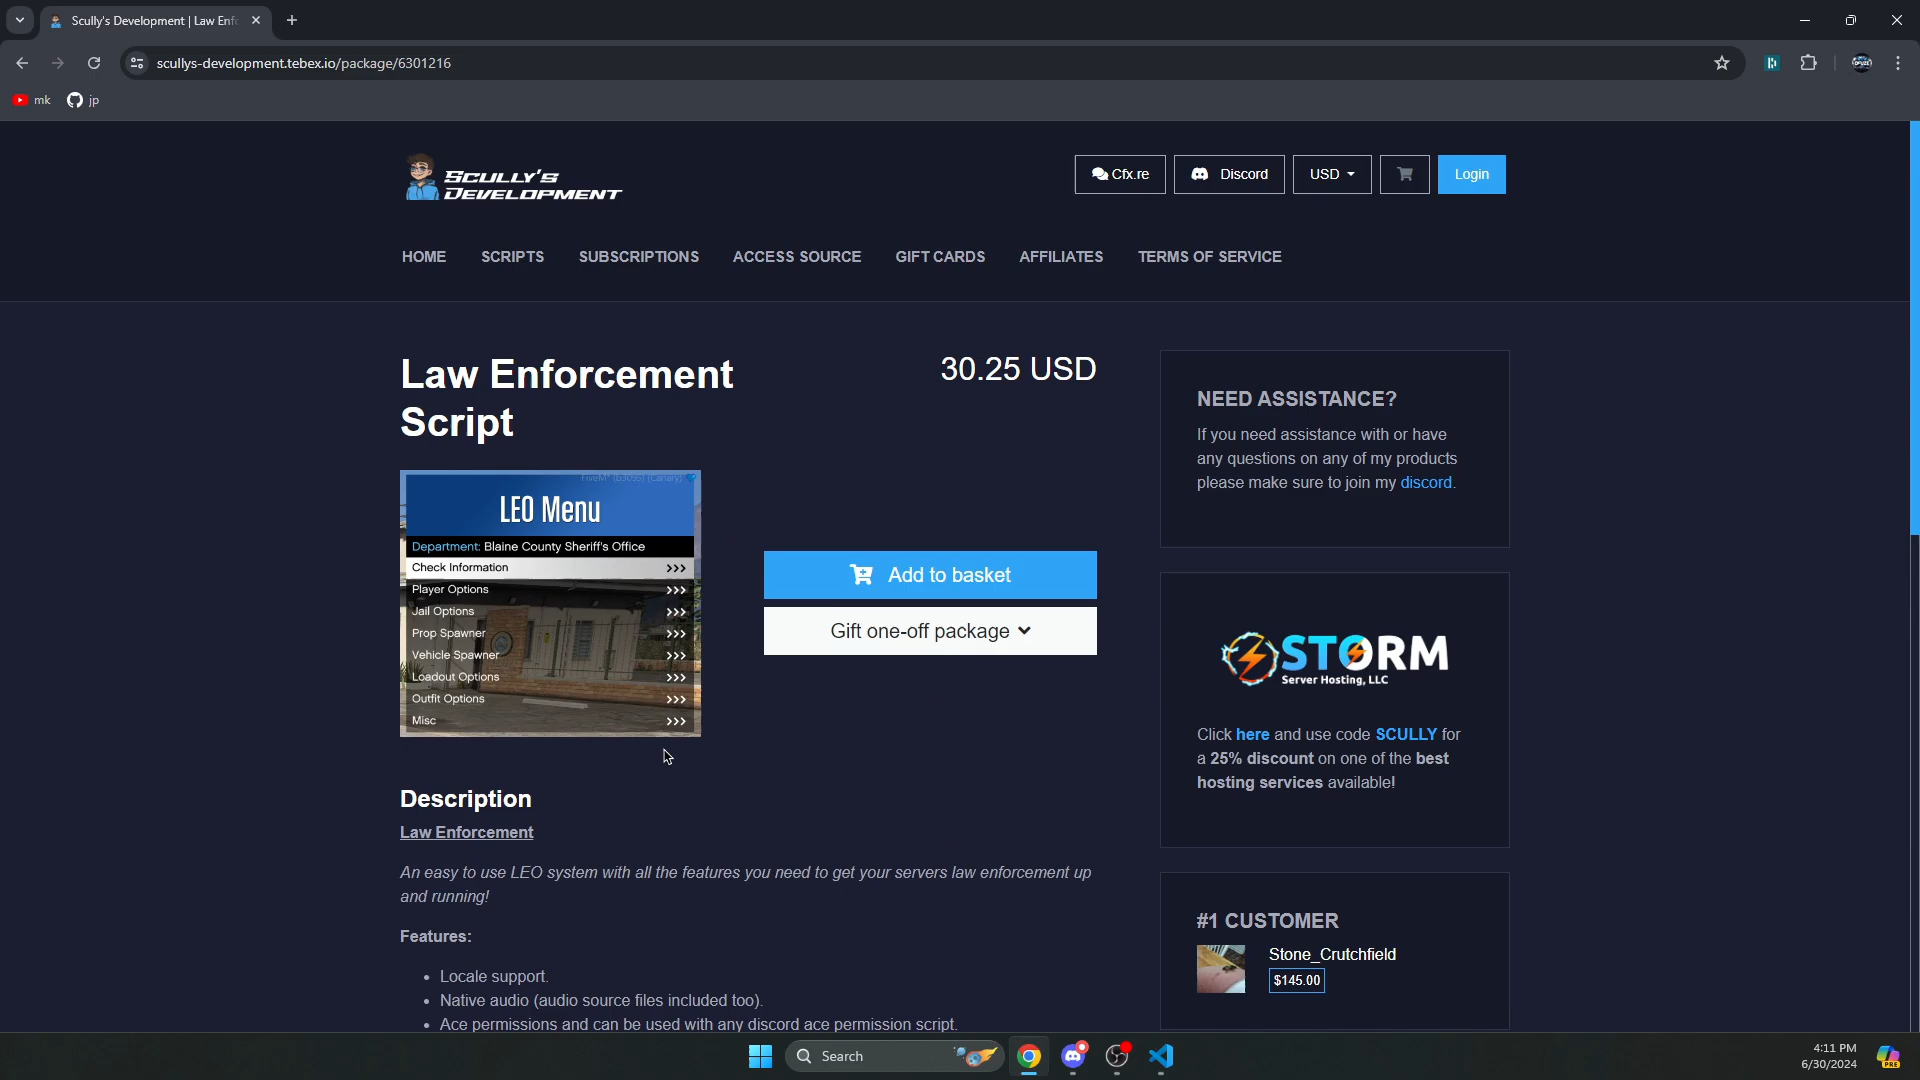 Scully's Development | Law Enf
scullys-development.tebex.io/package/6301216
mk
jp
SCULLY'S
DEVELOPMENT
Cfx.re
Discord
USD
Login
HOME
SCRIPTS
SUBSCRIPTIONS
ACCESS SOURCE
GIFT CARDS
AFFILIATES
TERMS OF SERVICE
Law Enforcement
Script
30.25 USD
FiveM* (b3095) (Canary)
LEO Menu
Department: Blaine County Sheriff's Office
Check Information >>>
Player Options >>>
Jail Options >>>
Prop Spawner >>>
Vehicle Spawner >>>
Loadout Options >>>
Outfit Options >>>
Misc >>>
Add to basket
Gift one-off package
Description
Law Enforcement
An easy to use LEO system with all the features you need to get your servers law enforcement up
and running!
Features:
• Locale support.
• Native audio (audio source files included too).
• Ace permissions and can be used with any discord ace permission script.
NEED ASSISTANCE?
If you need assistance with or have
any questions on any of my products
please make sure to join my discord.
STORM
Server Hosting, LLC
Click here and use code SCULLY for
a 25% discount on one of the best
hosting services available!
#1 CUSTOMER
Stone_Crutchfield
$145.00
Search
4:11 PM
6/30/2024
PRE